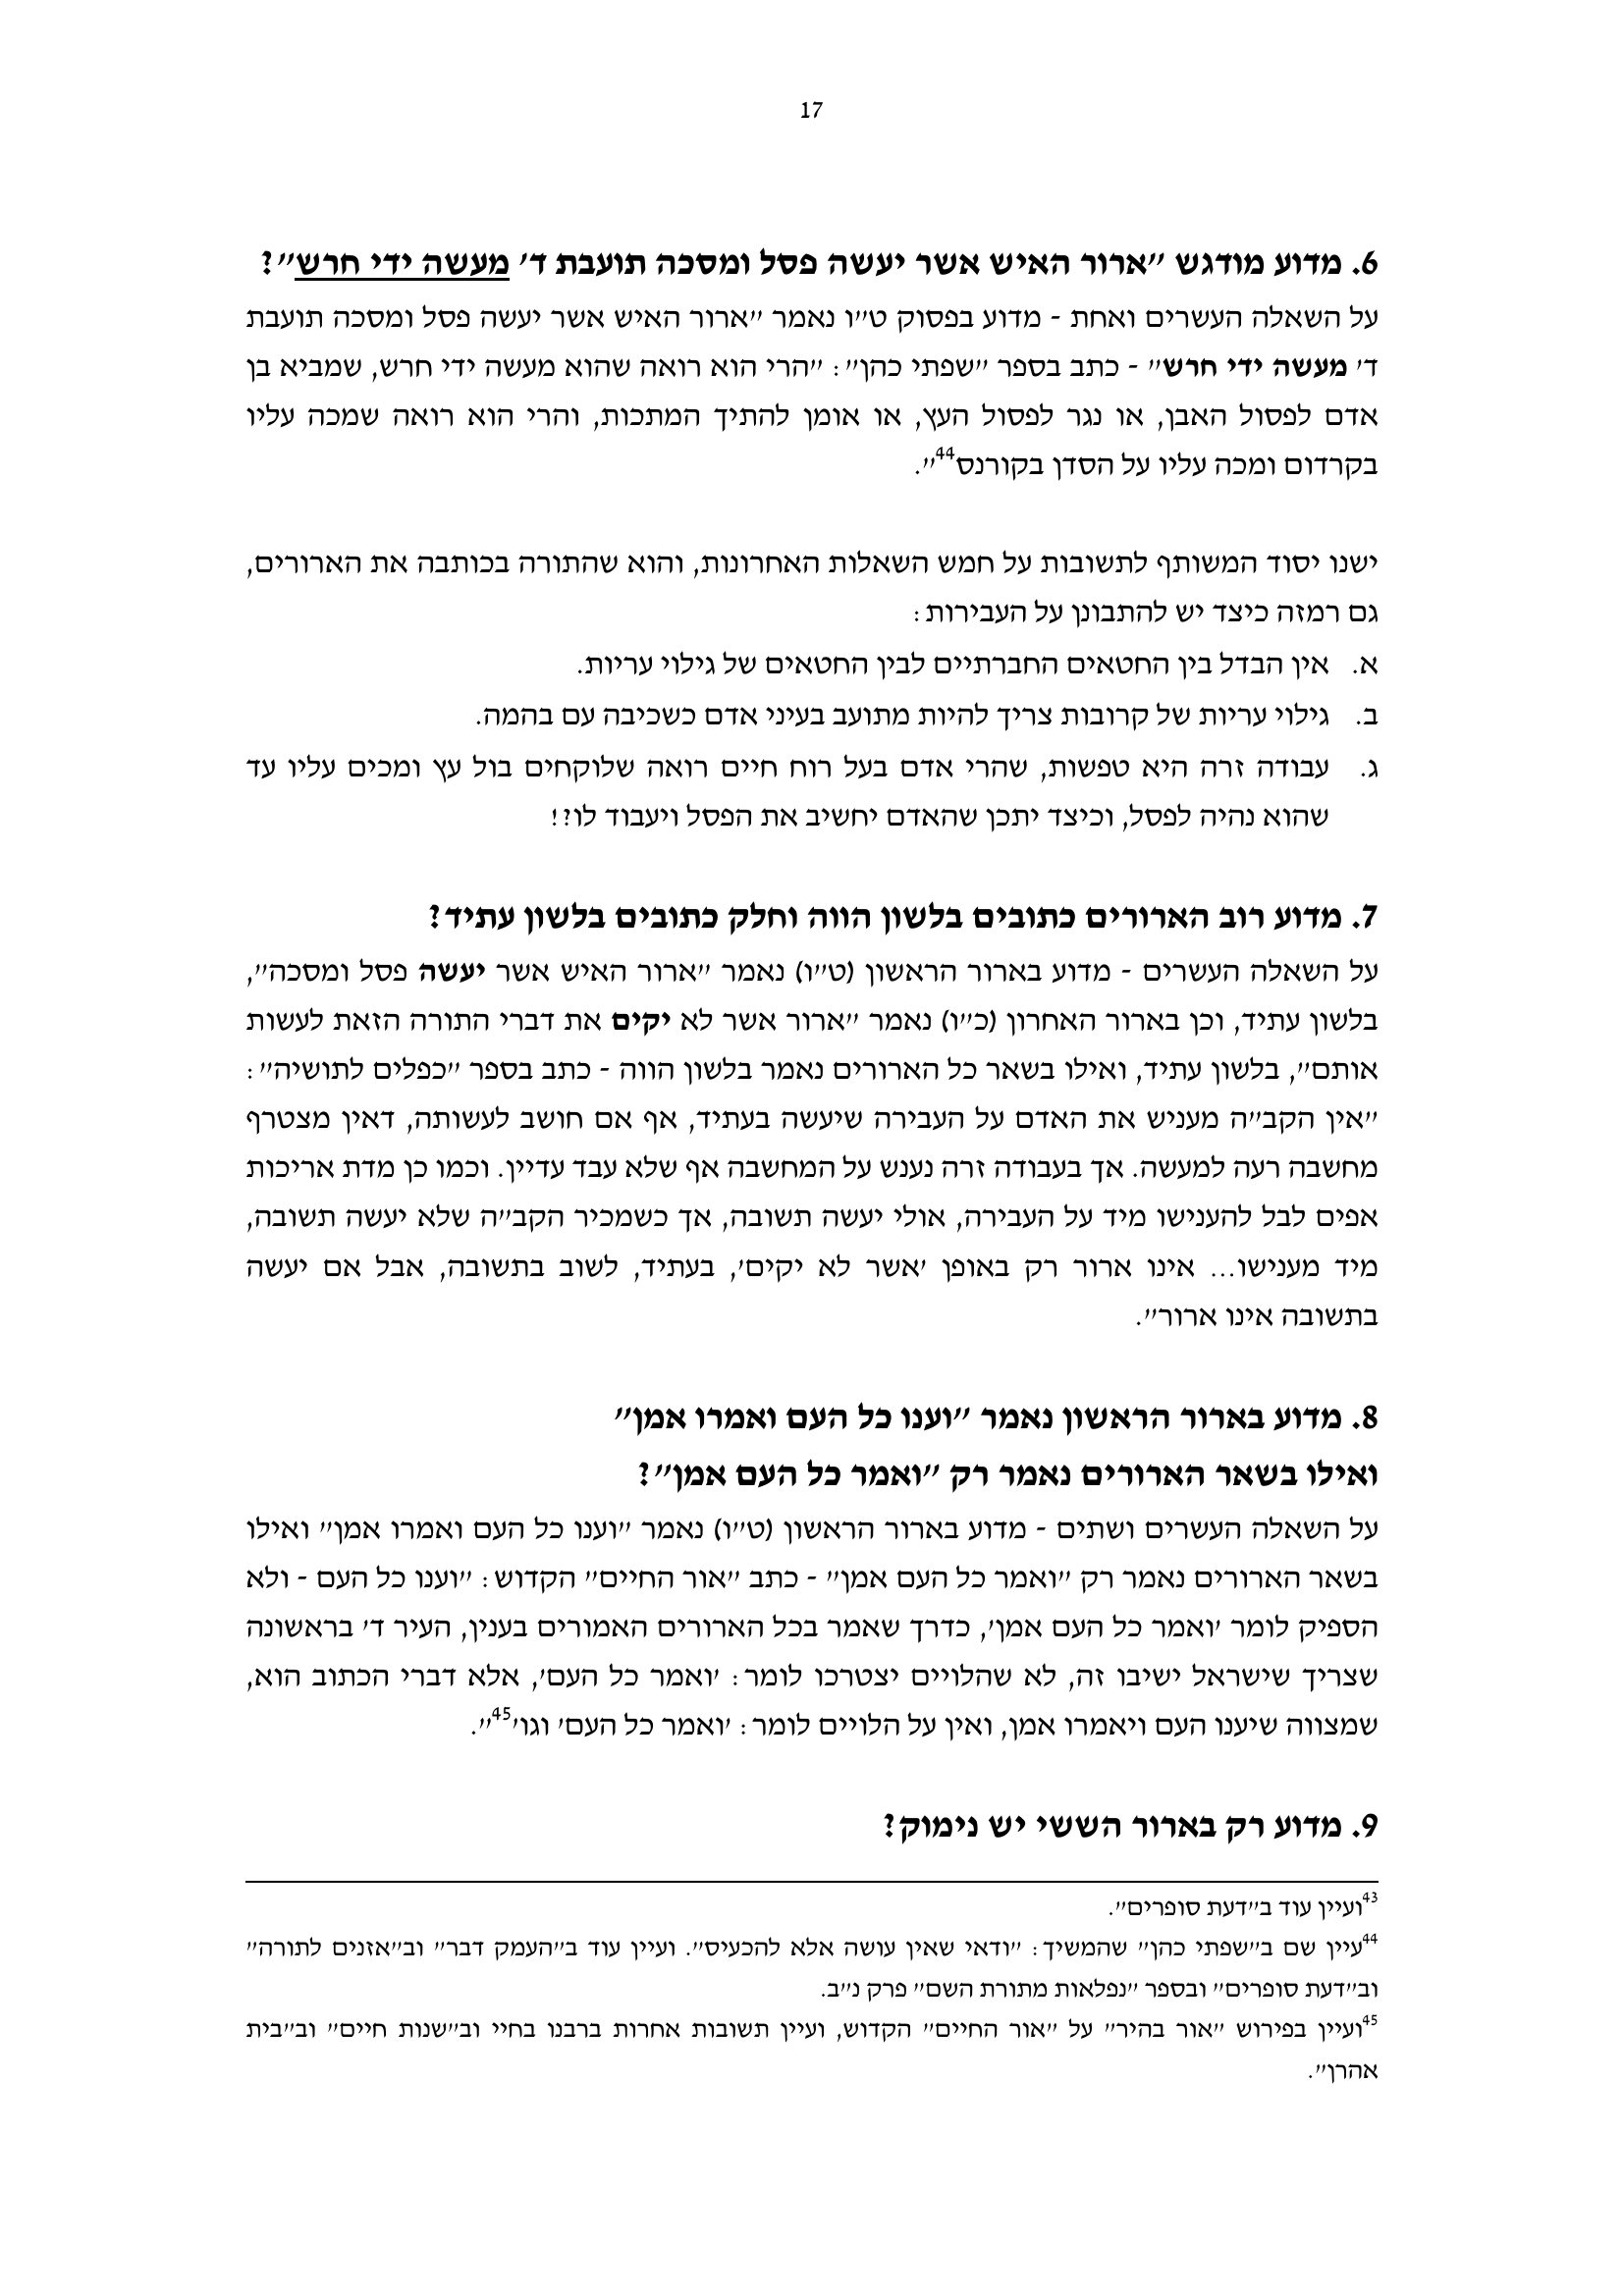 17
6. מדוע מודגש "ארור האיש אשר יעשה פסל ומסכה תועבת ד' מעשה ידי חרש"?
על השאלה העשרים ואחת - מדוע בפסוק ט"ו נאמר "ארור האיש אשר יעשה פסל ומסכה תועבת
ד' מעשה ידי חרש" - כתב בספר "שפתי כהן": "הרי הוא רואה שהוא מעשה ידי חרש, שמביא בן
אדם לפסול האבן, או נגר לפסול העץ, או אומן להתיך המתכות, והרי הוא רואה שמכה עליו
בקרדום ומכה עליו על הסדן בקורנס44".
ישנו יסוד המשותף לתשובות על חמש השאלות האחרונות, והוא שהתורה בכותבה את הארורים,
גם רמזה כיצד יש להתבונן על העבירות:
א. אין הבדל בין החטאים החברתיים לבין החטאים של גילוי עריות.
ב. גילוי עריות של קרובות צריך להיות מתועב בעיני אדם כשכיבה עם בהמה.
ג. עבודה זרה היא טפשות, שהרי אדם בעל רוח חיים רואה שלוקחים בול עץ ומכים עליו עד
שהוא נהיה לפסל, וכיצד יתכן שהאדם יחשיב את הפסל ויעבוד לו?!
7. מדוע רוב הארורים כתובים בלשון הווה וחלק כתובים בלשון עתיד?
על השאלה העשרים - מדוע בארור הראשון (ט"ו) נאמר "ארור האיש אשר יעשה פסל ומסכה",
בלשון עתיד, וכן בארור האחרון (כ"ו) נאמר "ארור אשר לא יקים את דברי התורה הזאת לעשות
אותם", בלשון עתיד, ואילו בשאר כל הארורים נאמר בלשון הווה - כתב בספר "כפלים לתושיה":
"אין הקב"ה מעניש את האדם על העבירה שיעשה בעתיד, אף אם חושב לעשותה, דאין מצטרף
מחשבה רעה למעשה. אך בעבודה זרה נענש על המחשבה אף שלא עבד עדיין. וכמו כן מדת אריכות
אפים לבל להענישו מיד על העבירה, אולי יעשה תשובה, אך כשמכיר הקב"ה שלא יעשה תשובה,
מיד מענישו... אינו ארור רק באופן 'אשר לא יקים', בעתיד, לשוב בתשובה, אבל אם יעשה
בתשובה אינו ארור".
8. מדוע בארור הראשון נאמר "וענו כל העם ואמרו אמן"
ואילו בשאר הארורים נאמר רק "ואמר כל העם אמן"?
על השאלה העשרים ושתים - מדוע בארור הראשון (ט"ו) נאמר "וענו כל העם ואמרו אמן" ואילו
בשאר הארורים נאמר רק "ואמר כל העם אמן" - כתב "אור החיים" הקדוש: "וענו כל העם - ולא
הספיק לומר 'ואמר כל העם אמן', כדרך שאמר בכל הארורים האמורים בענין, העיר ד' בראשונה
שצריך שישראל ישיבו זה, לא שהלויים יצטרכו לומר: 'ואמר כל העם', אלא דברי הכתוב הוא,
שמצווה שיענו העם ויאמרו אמן, ואין על הלויים לומר: 'ואמר כל העם' וגו'45".
9. מדוע רק בארור הששי יש נימוק?
43ועיין עוד ב"דעת סופרים".
44עיין שם ב"שפתי כהן" שהמשיך: "ודאי שאין עושה אלא להכעיס". ועיין עוד ב"העמק דבר" וב"אזנים לתורה"
וב"דעת סופרים" ובספר "נפלאות מתורת השם" פרק נ"ב.
45ועיין בפירוש "אור בהיר" על "אור החיים" הקדוש, ועיין תשובות אחרות ברבנו בחיי וב"שנות חיים" וב"בית
אהרן".